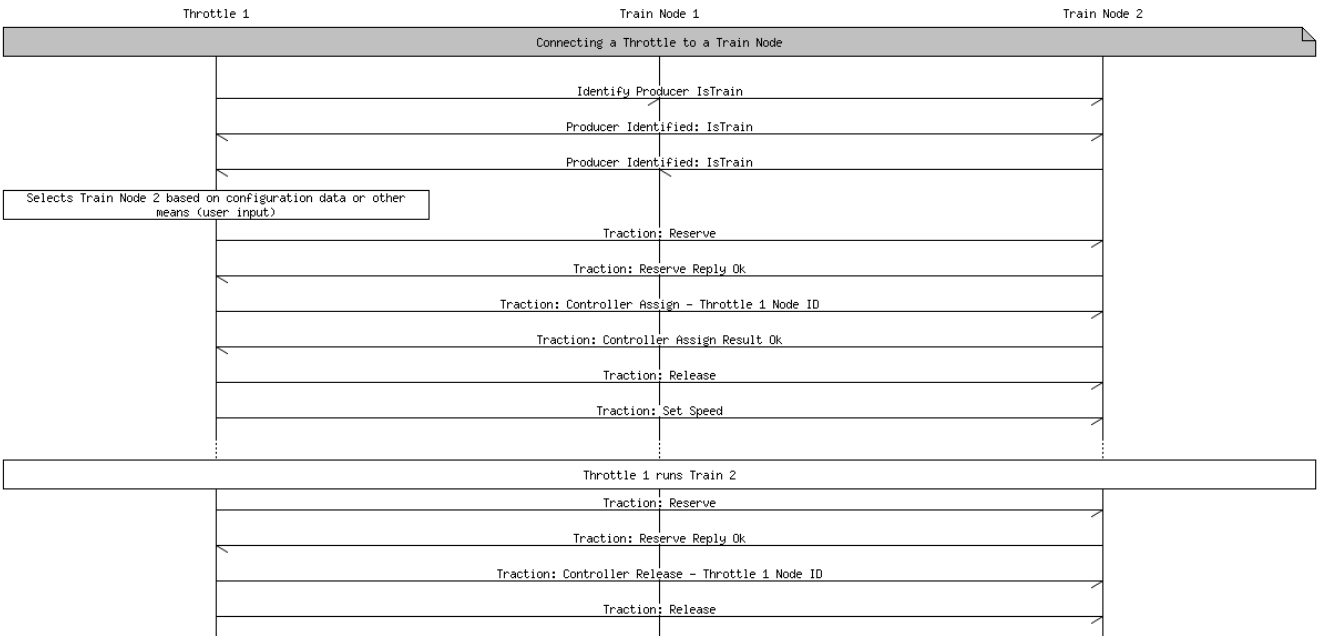 Throttle 1 Train Node 1 Train Node 2
Connecting a Throttle to a Train Node
Identify Producer IsTrain
Producer Identified: IsTrain
Producer Identified: IsTrain
Selects Train Node 2 based on configuration data or other
means (user input)
Traction: Reserve
Traction: Reserve Reply Ok
Traction: Controller Assign - Throttle 1 Node ID
Traction: Controller Assign Result Ok
Traction: Release
Traction: Set Speed
Throttle 1 runs Train 2
Traction: Reserve
Traction: Reserve Reply Ok
Traction: Controller Release - Throttle 1 Node ID
Traction: Release